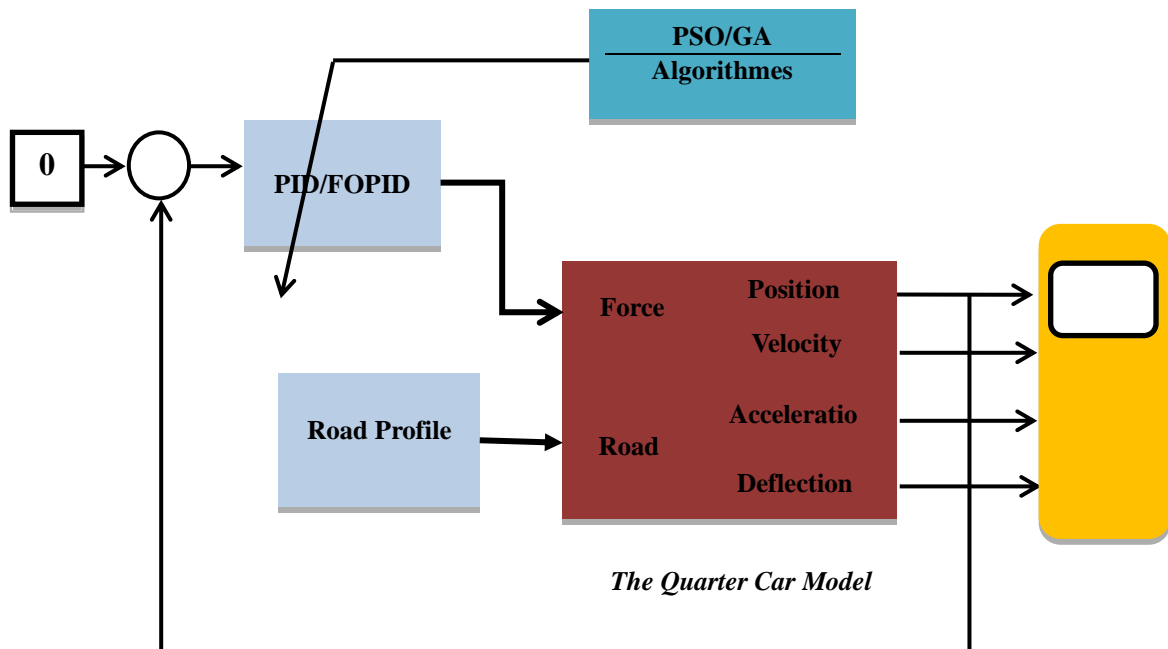 PSO/GA
Algorithmes
0
PID/FOPID
Force
Position
Velocity
Road Profile
Road
Acceleratio
Deflection
The Quarter Car Model